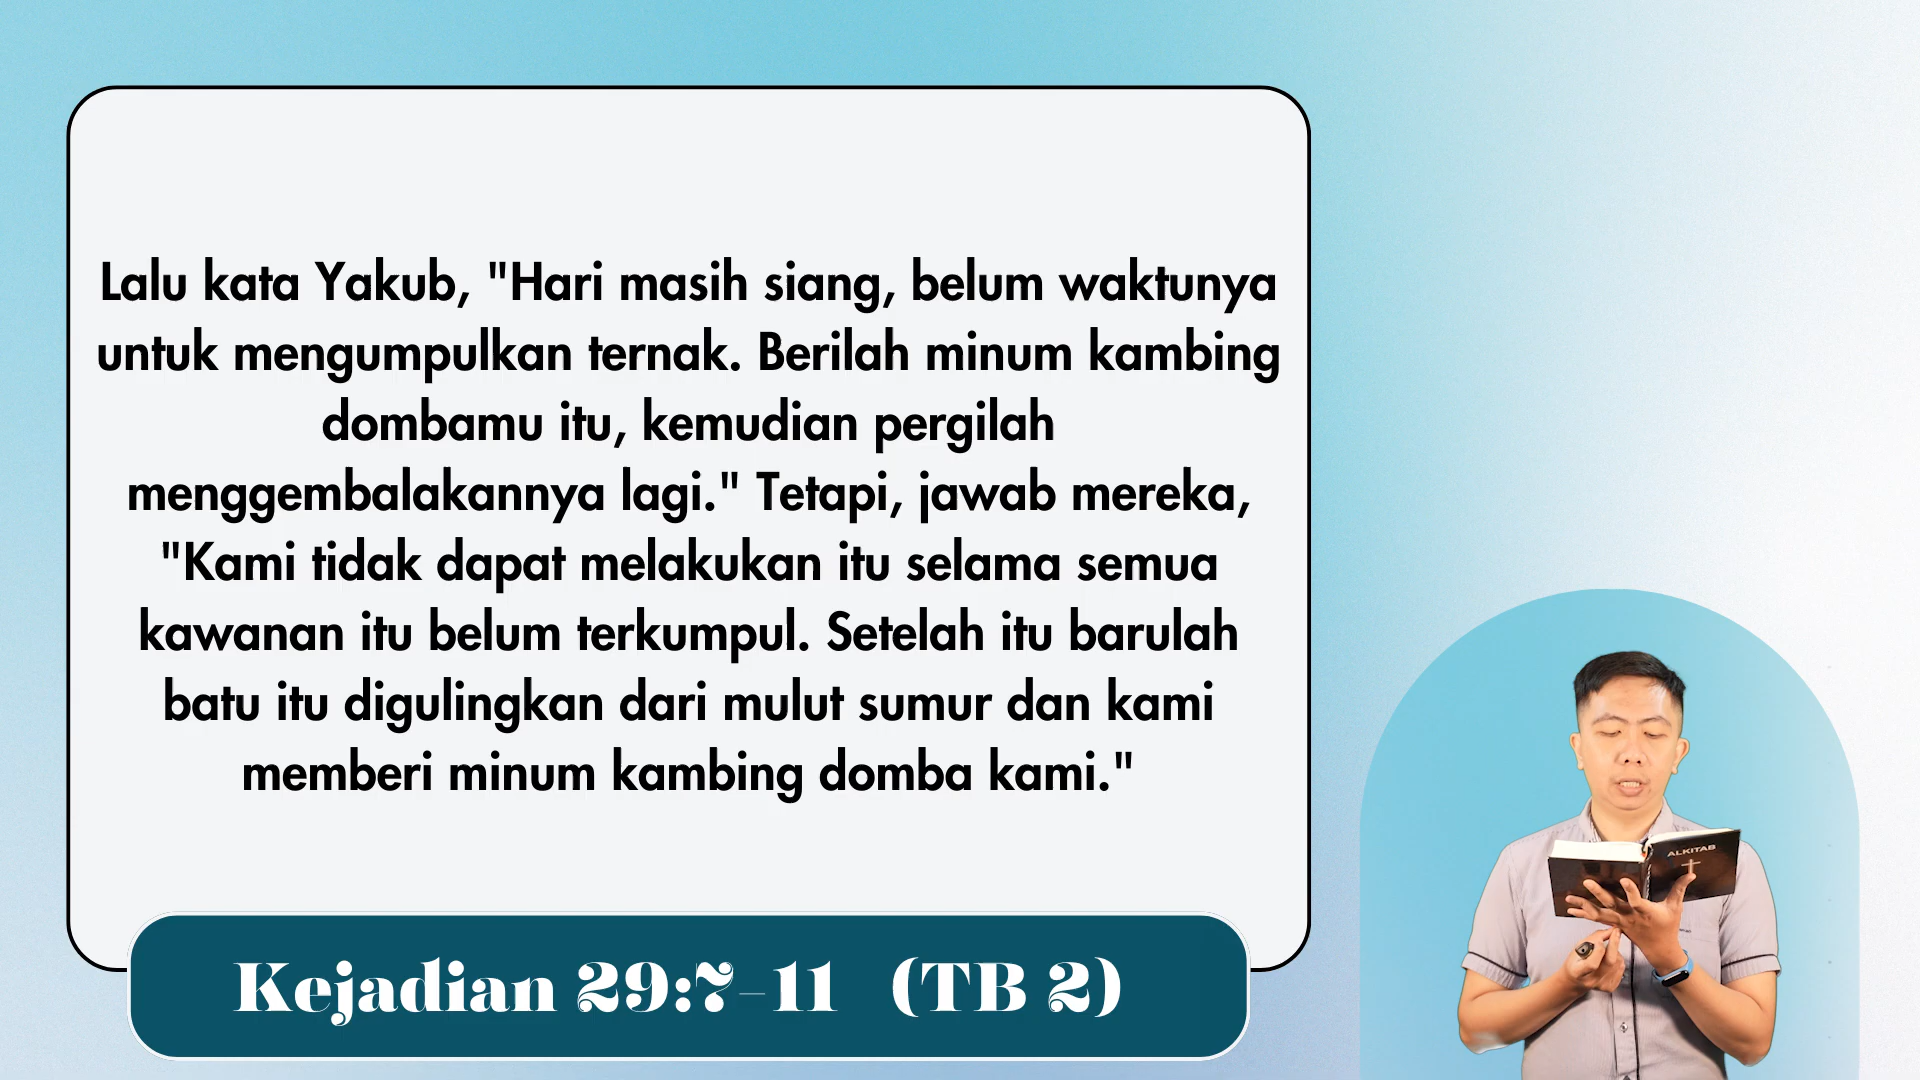 Lalu kata Yakub, "Hari masih siang, belum waktunya
untuk mengumpulkan ternak. Berilah minum kambing
dombamu itu, kemudian pergilah
menggembalakannya lagi." Tetapi, jawab mereka,
"Kami tidak dapat melakukan itu selama semua
kawanan itu belum terkumpul. Setelah itu barulah
batu itu digulingkan dari mulut sumur dan kami
memberi minum kambing domba kami."
Kejadian 29:7-11 (TB 2)
ALKITAB